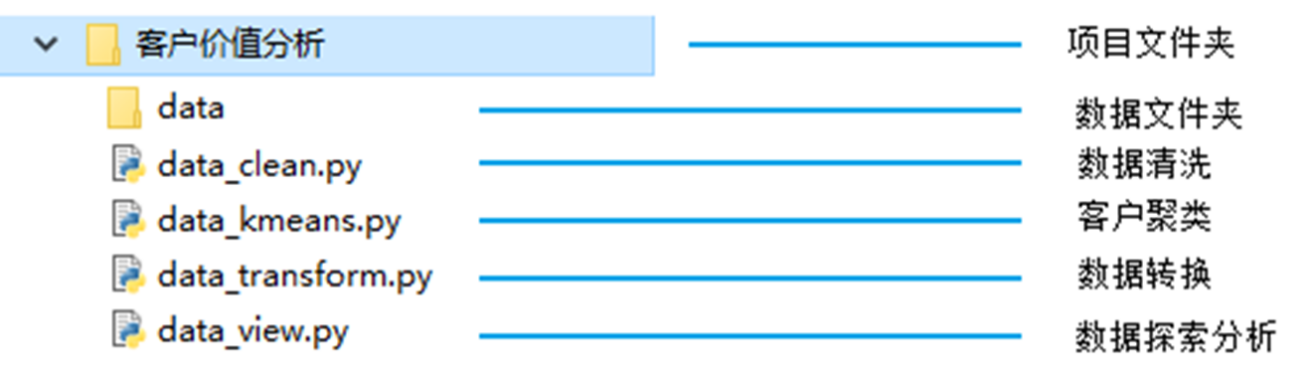 客户价值分析 项目文件夹
data 数据文件夹
data_clean.py 数据清洗
data_kmeans.py 客户聚类
data_transform.py 数据转换
data_view.py 数据探索分析